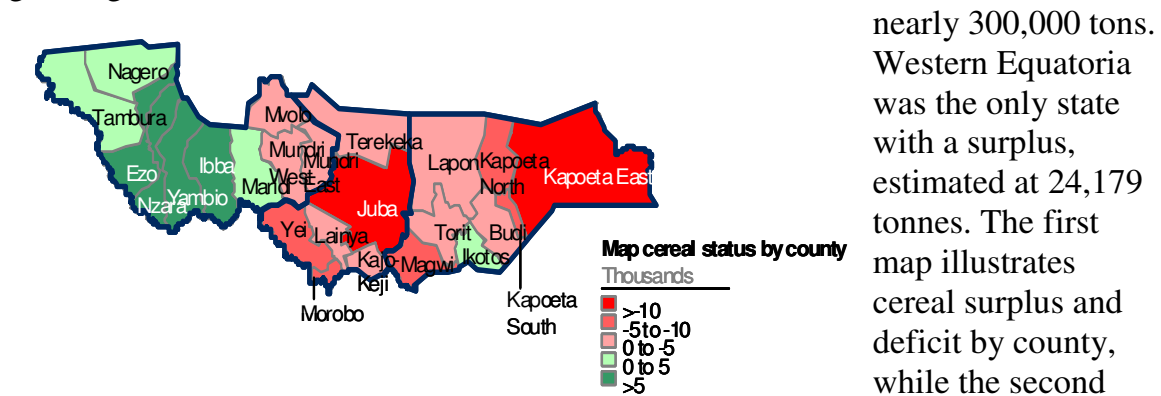 nearly 300,000 tons.
Western Equatoria
was the only state
with a surplus,
estimated at 24,179
tonnes. The first
map illustrates
cereal surplus and
deficit by county,
while the second
Nagero
Tambura
Ezo
Nzara
Yambio
Ibba
Maridi
Mvolo
Mundri
West
Mundri
East
Terekeka
Juba
Yei
Lainya
Kajo-
Keji
Morobo
Magwi
Lapon
Torit
Ikotos
Budi
Kapoeta
North
Kapoeta East
Kapoeta
South
Map cereal status by county
Thousands
>-10
-5 to -10
0 to -5
0 to 5
>5